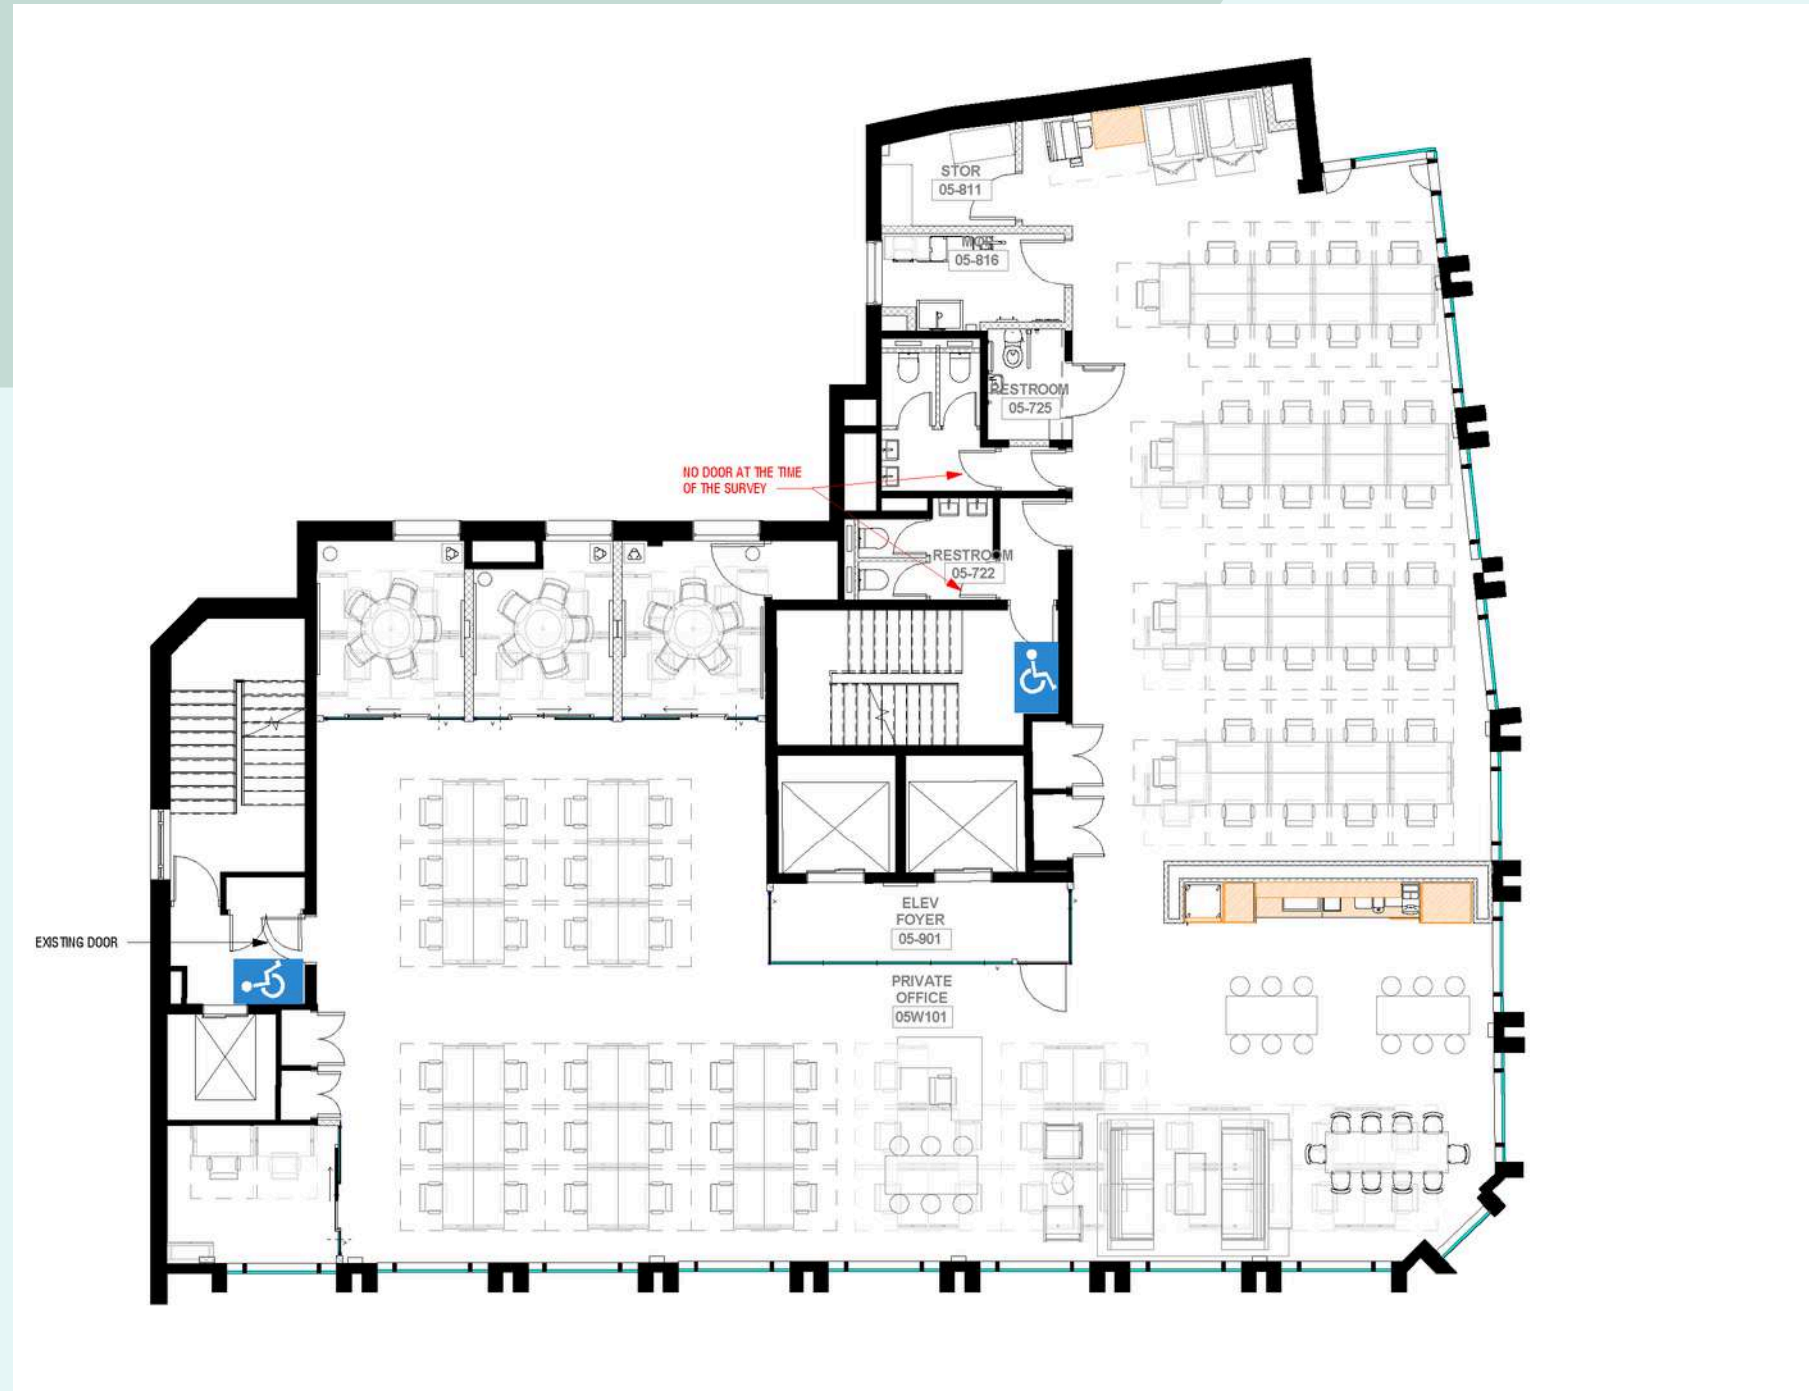 STOR
05-811
05-816
RESTROOM
05-725
NO DOOR AT THE TIME
OF THE SURVEY
RESTROOM
05-722
ELEV
FOYER
05-901
EXISTING DOOR
PRIVATE
OFFICE
05W101